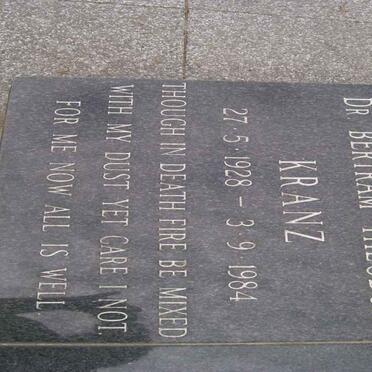 DR BERTRAM
KRANZ
27·5·1928 – 3·9·1984
THOUGH IN DEATH FIRE BE MIXED
WITH MY DUST YET CARE I NOT.
FOR ME NOW ALL IS WELL